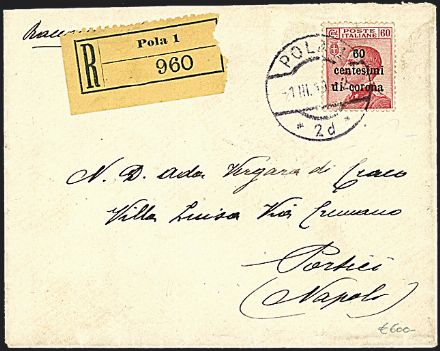 Pola 1
R
960
POSTE ITALIANE 60
60
centesimi
di corona
POLA
2d
N. D. Ada Vergara di Craco
Villa Luisa Via Cremano
Portici
(Napoli)
€600-